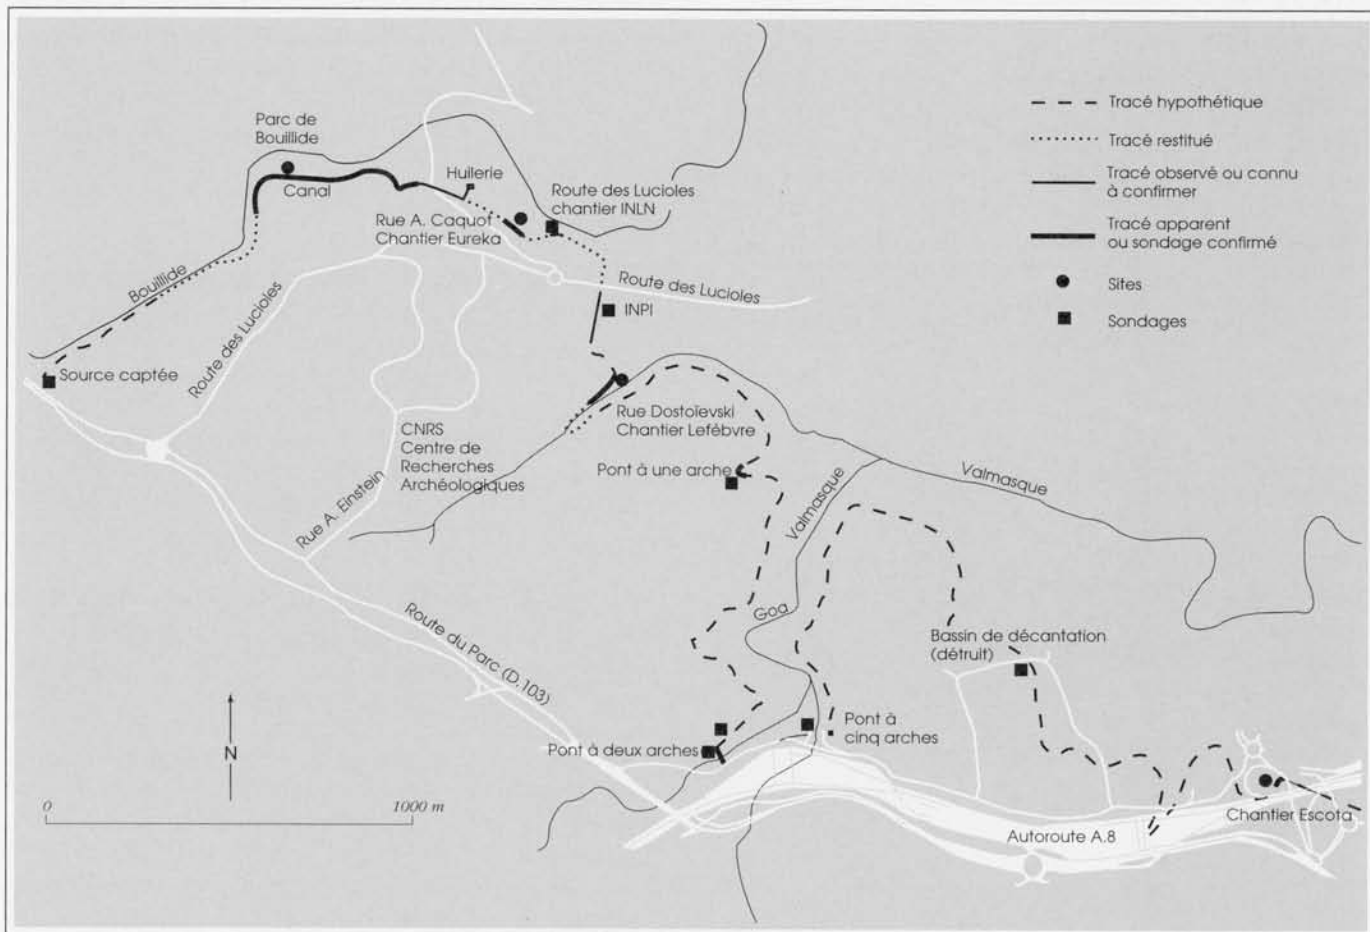 Parc de
Bouillide
Canal
Huilerie
Route des Lucioles
chantier INLN
Rue A. Caquot
Chantier Eureka
Bouillide
Route des Lucioles
Route des Lucioles
INPI
Source captée
Rue Dostoïevski
Chantier Lefèbvre
CNRS
Centre de
Recherches
Archéologiques
Pont à une arche
Rue A. Einstein
Valmasque
Valmasque
Goa
Route du Parc (D. 103)
Bassin de décantation
(détruit)
Pont à
cinq arches
Pont à deux arches
Chantier Escota
Autoroute A.8
N
0 1000 m
Tracé hypothétique
Tracé restitué
Tracé observé ou connu
à confirmer
Tracé apparent
ou sondage confirmé
Sites
Sondages